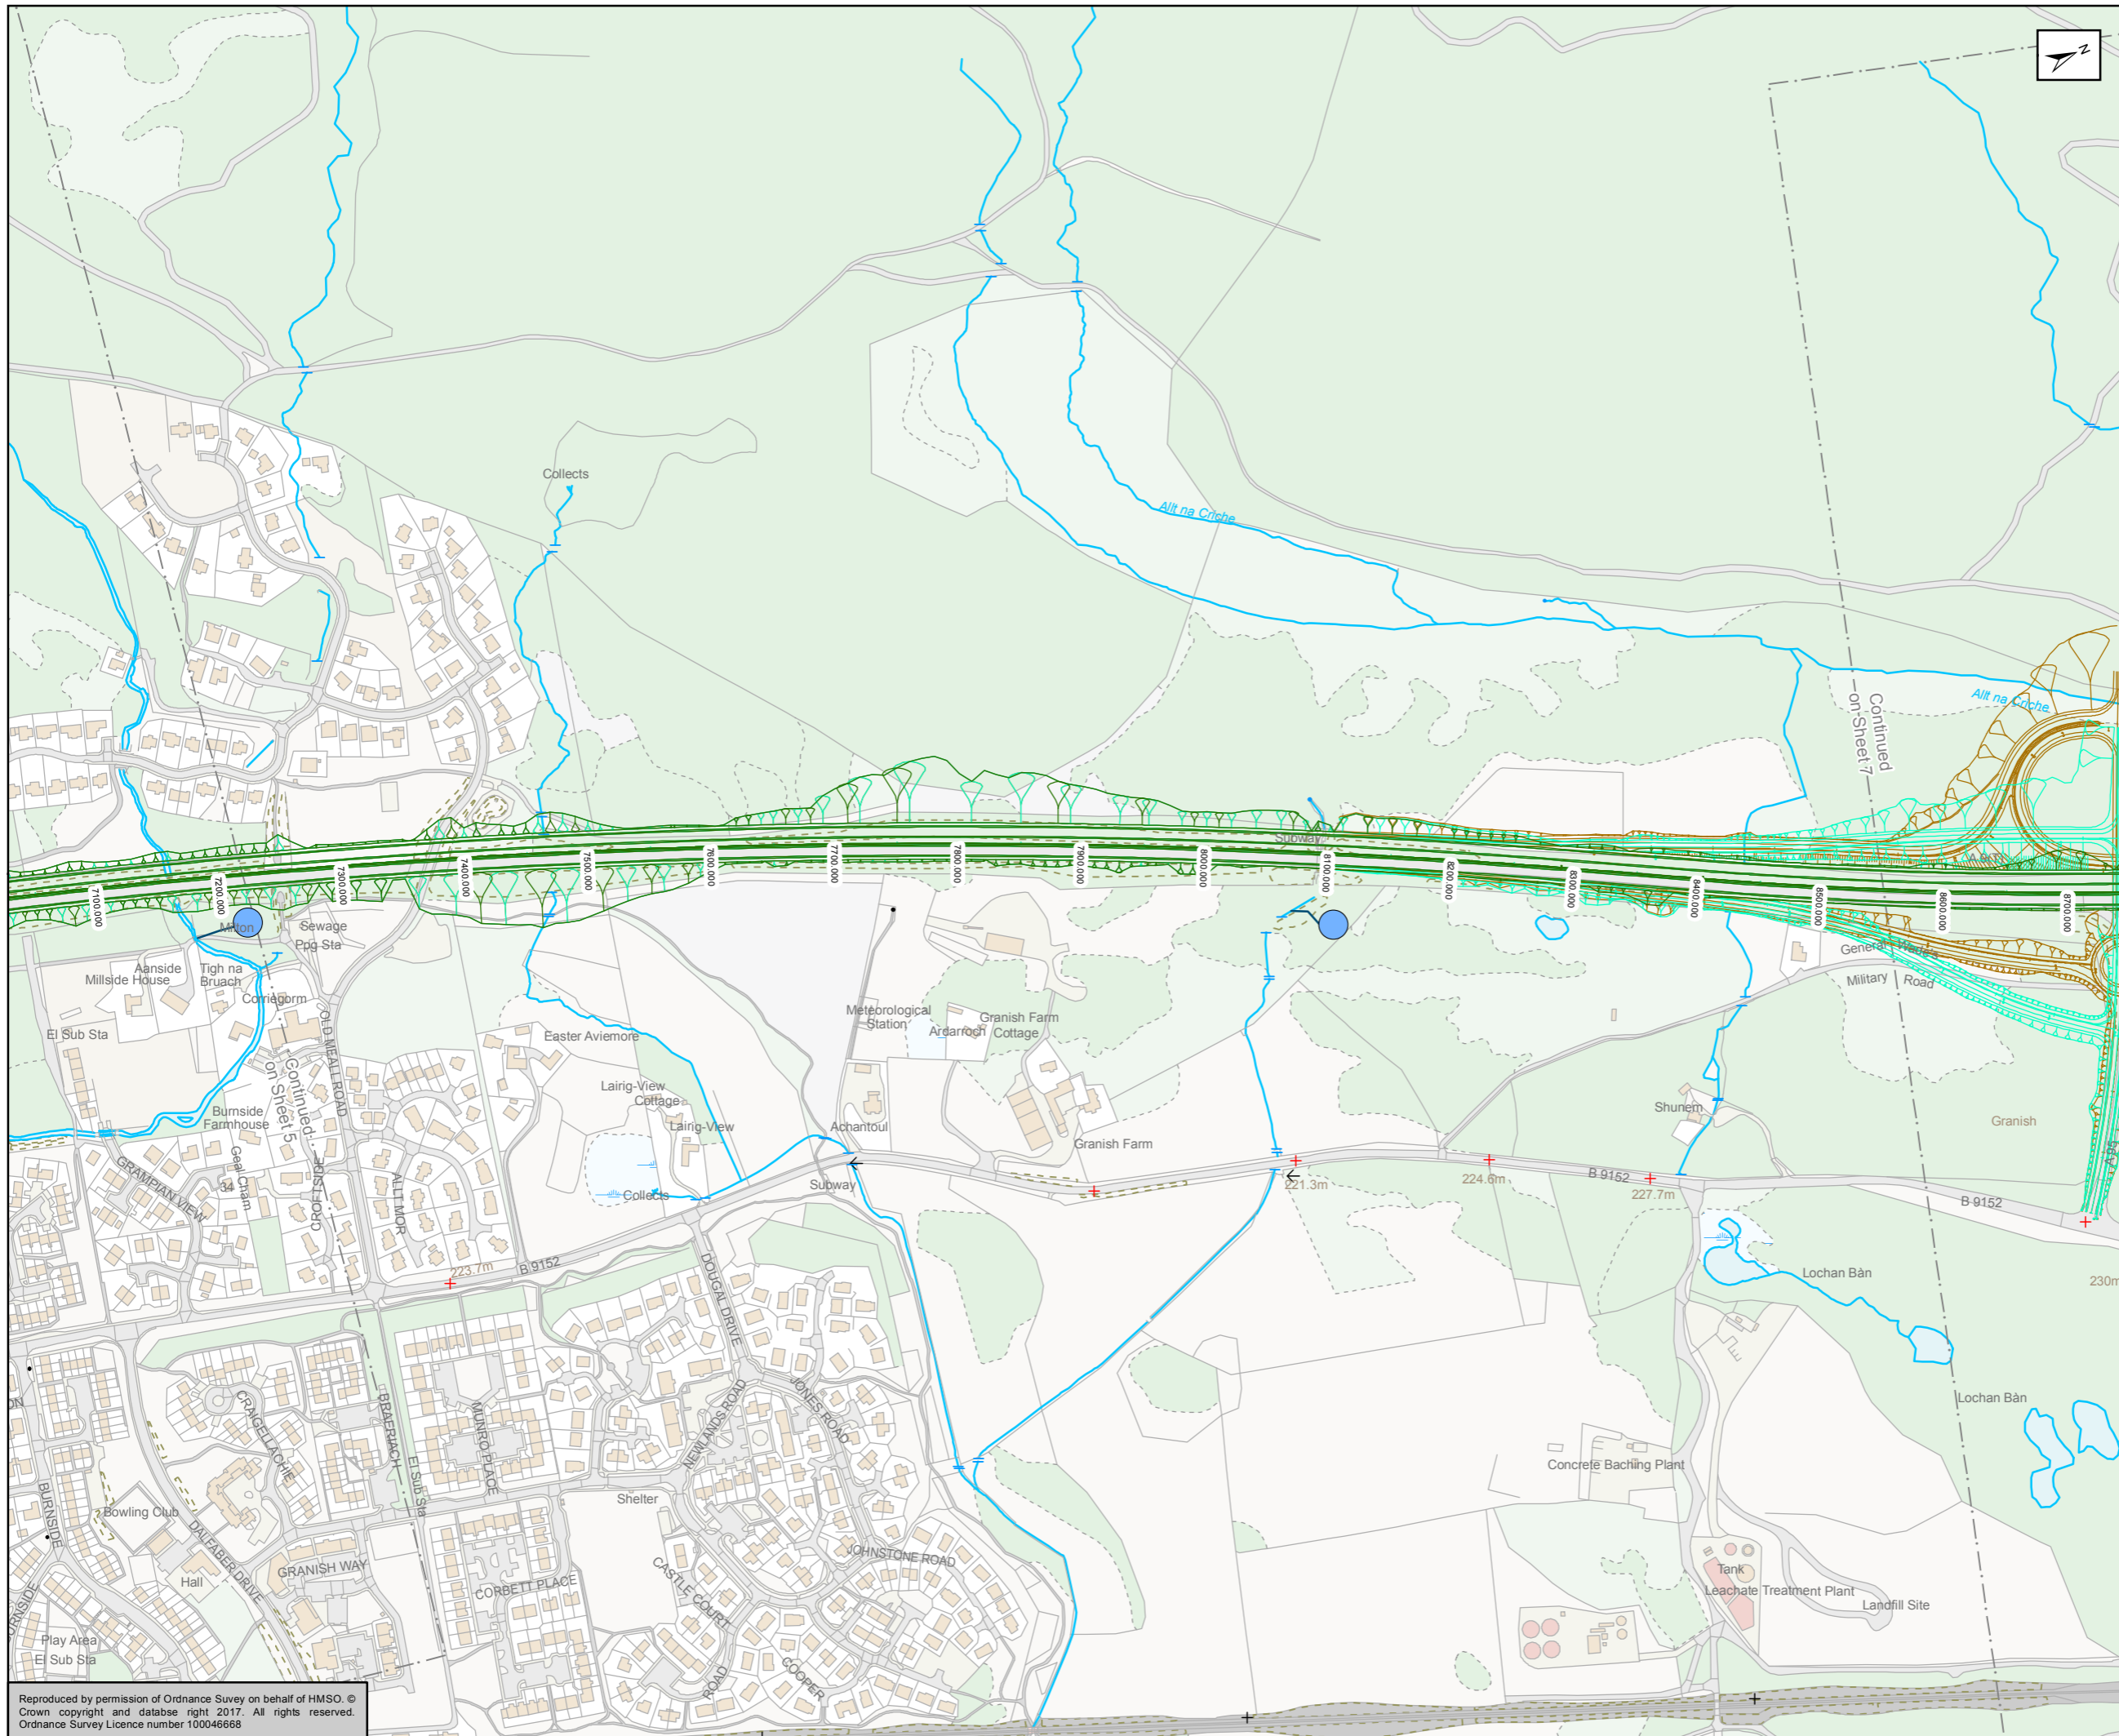 N
Collects
Allt na Criche
Continued
on Sheet 7
Allt na Criche
Subway
7100.000
7200.000
7300.000
7400.000
7500.000
7600.000
7700.000
7800.000
7900.000
8000.000
8100.000
8200.000
8300.000
8400.000
8500.000
8600.000
8700.000
Milton
Sewage
Ppg Sta
Aanside
Millside House
Tigh na
Bruach
Corriegorm
El Sub Sta
OLD MEALL ROAD
Continued
on Sheet 5
Easter Aviemore
Meteorological
Station
Ardarroch
Granish Farm
Cottage
General Wade's
Military Road
Lairig-View
Cottage
Lairig-View
Achantoul
Granish Farm
Shunem
Granish
A 95
Burnside
Farmhouse
GRAMPIAN VIEW
34
Geal Charn
CROFTSIDE
ALLT MOR
Collects
Subway
221.3m
224.6m
B 9152
227.7m
B 9152
223.7m
B 9152
DOUGAL DRIVE
Lochan Bàn
230m
Lochan Bàn
CRAIGELLACHIE
BRAERIACH
El Sub Sta
MUNRO PLACE
NEWLANDS ROAD
JONES ROAD
Concrete Baching Plant
BURNSIDE
Bowling Club
DALFABER DRIVE
Shelter
Hall
GRANISH WAY
CORBETT PLACE
CASTLE COURT
JOHNSTONE ROAD
Tank
Leachate Treatment Plant
Landfill Site
Play Area
El Sub Sta
ROAD
COOPER
Reproduced by permission of Ordnance Suvey on behalf of HMSO. ©
Crown copyright and databse right 2017. All rights reserved.
Ordnance Survey Licence number 100046668